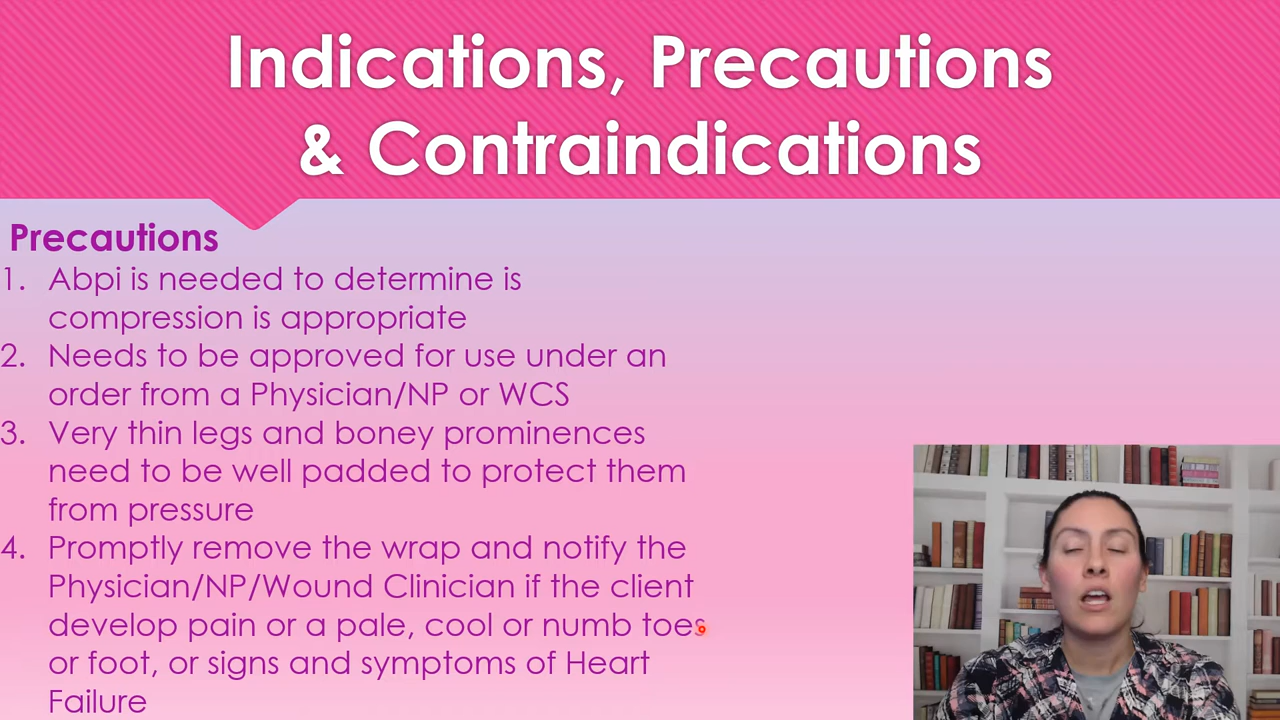 Indications, Precautions
& Contraindications
Precautions
1. Abpi is needed to determine is
compression is appropriate
2. Needs to be approved for use under an
order from a Physician/NP or WCS
3. Very thin legs and boney prominences
need to be well padded to protect them
from pressure
4. Promptly remove the wrap and notify the
Physician/NP/Wound Clinician if the client
develop pain or a pale, cool or numb toes
or foot, or signs and symptoms of Heart
Failure